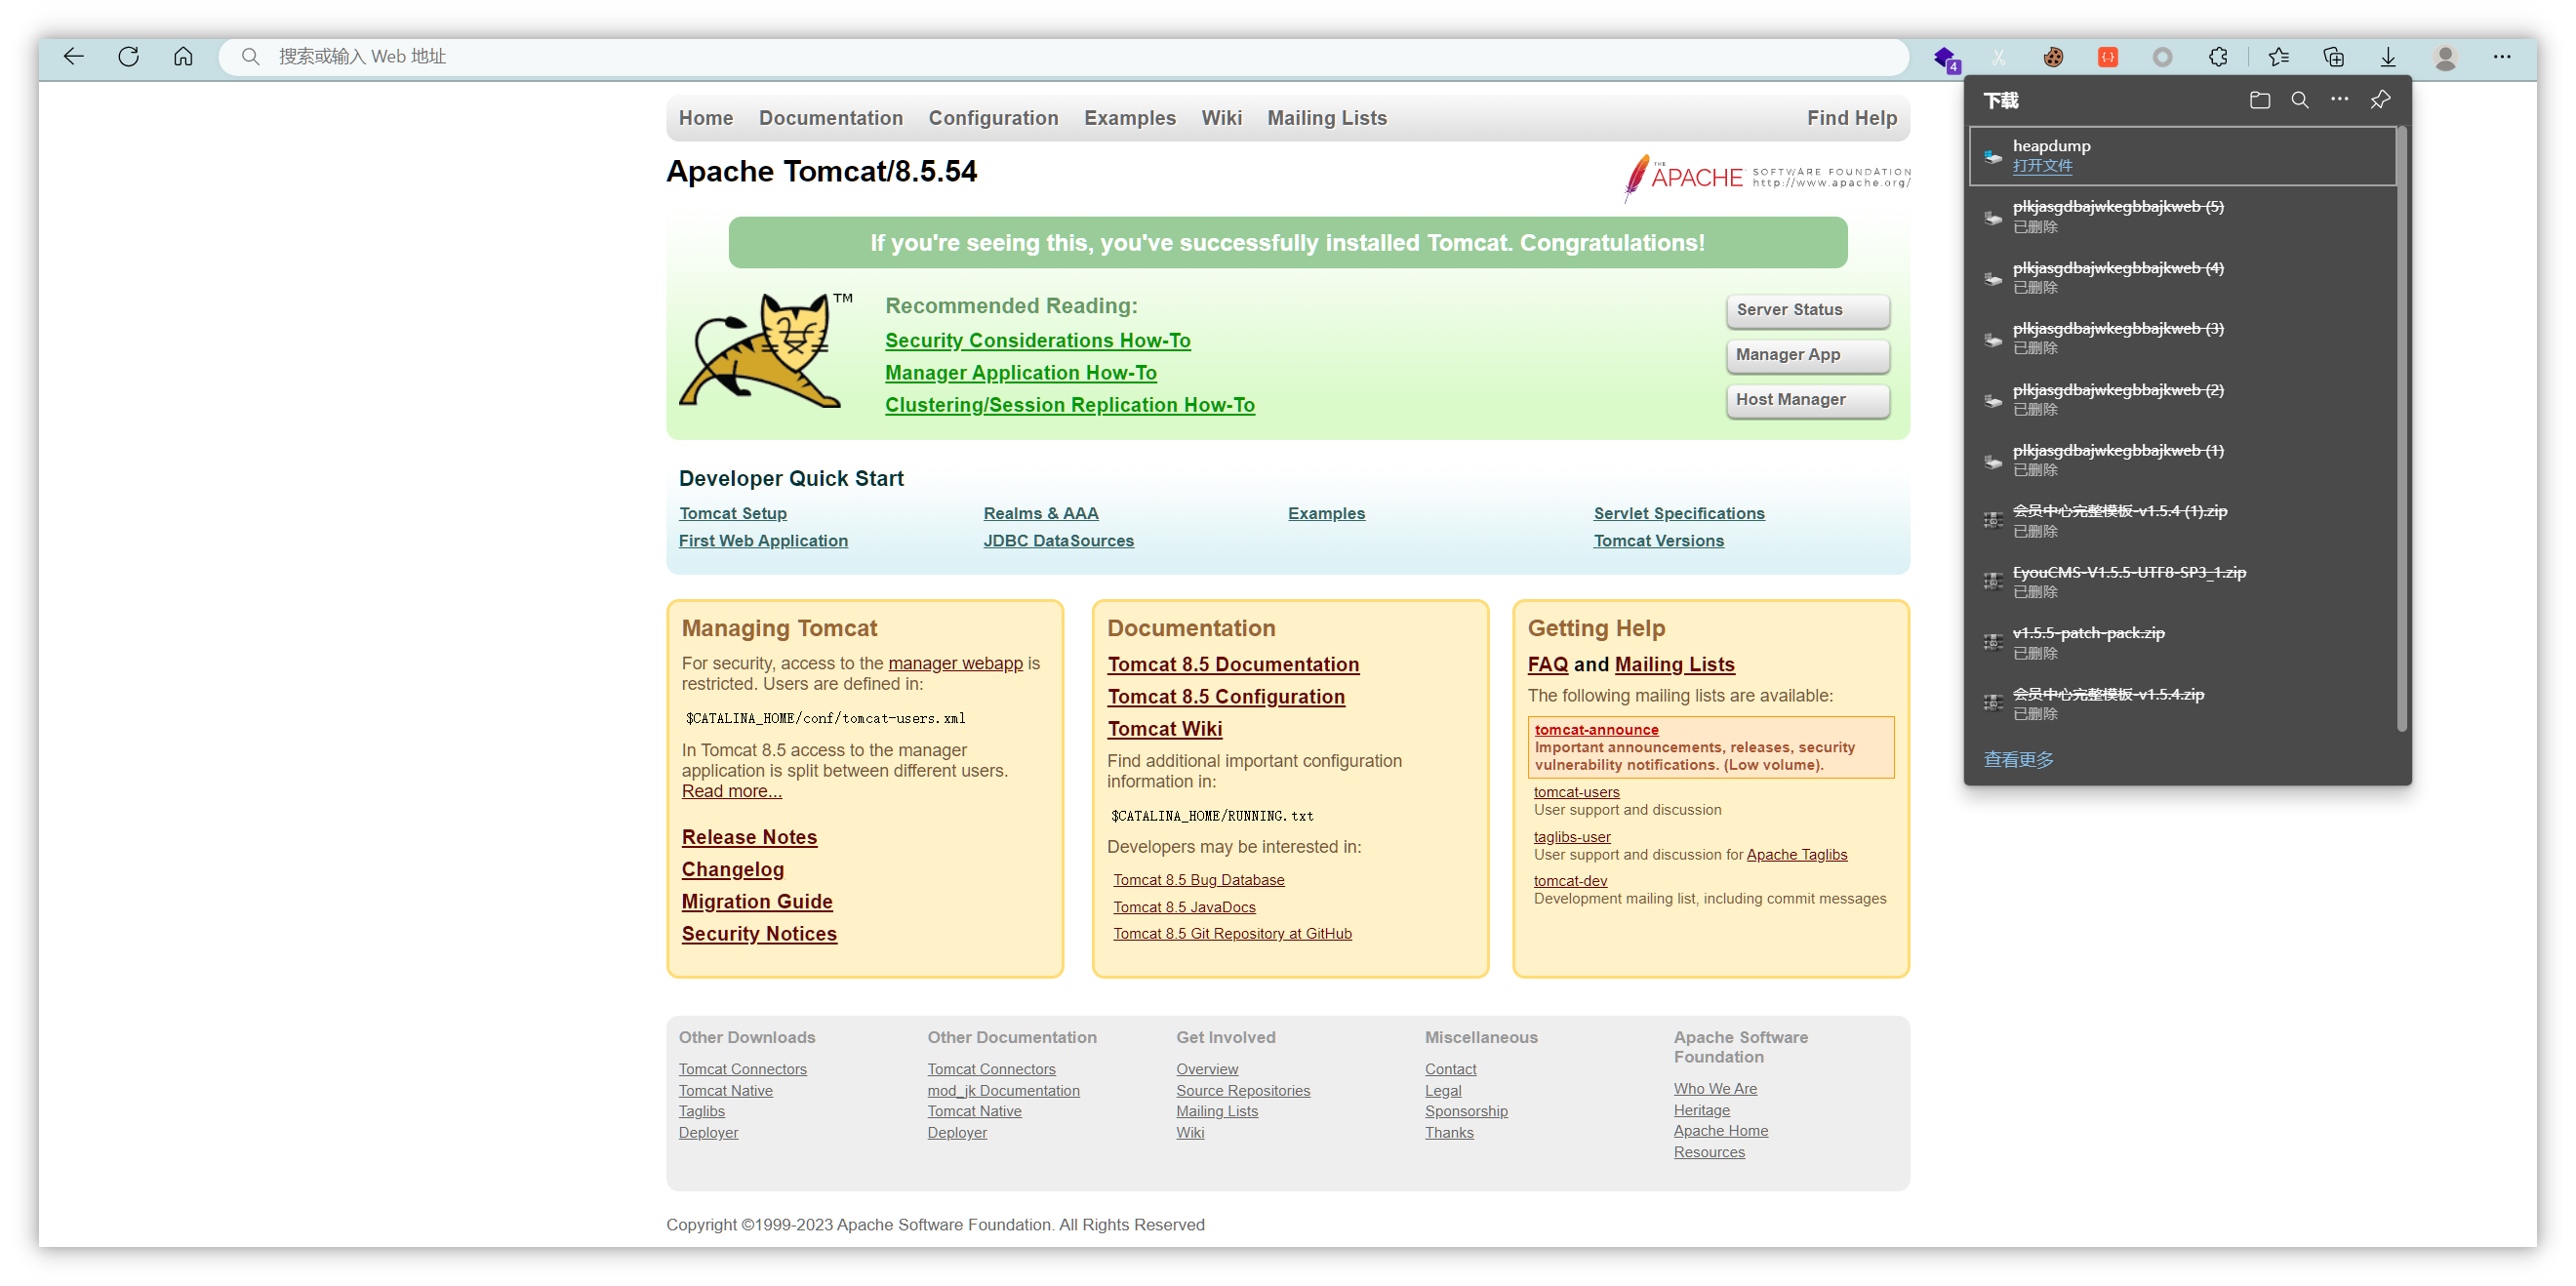 搜索或输入 Web 地址
4
Home Documentation Configuration Examples Wiki Mailing Lists Find Help
Apache Tomcat/8.5.54
THE APACHE SOFTWARE FOUNDATION
http://www.apache.org/
If you're seeing this, you've successfully installed Tomcat. Congratulations!
TM
Recommended Reading:
Security Considerations How-To
Manager Application How-To
Clustering/Session Replication How-To
Server Status
Manager App
Host Manager
Developer Quick Start
Tomcat Setup
First Web Application
Realms & AAA
JDBC DataSources
Examples
Servlet Specifications
Tomcat Versions
Managing Tomcat
For security, access to the manager webapp is
restricted. Users are defined in:
$CATALINA_HOME/conf/tomcat-users.xml
In Tomcat 8.5 access to the manager
application is split between different users.
Read more...
Release Notes
Changelog
Migration Guide
Security Notices
Documentation
Tomcat 8.5 Documentation
Tomcat 8.5 Configuration
Tomcat Wiki
Find additional important configuration
information in:
$CATALINA_HOME/RUNNING.txt
Developers may be interested in:
Tomcat 8.5 Bug Database
Tomcat 8.5 JavaDocs
Tomcat 8.5 Git Repository at GitHub
Getting Help
FAQ and Mailing Lists
The following mailing lists are available:
tomcat-announce
Important announcements, releases, security
vulnerability notifications. (Low volume).
tomcat-users
User support and discussion
taglibs-user
User support and discussion for Apache Taglibs
tomcat-dev
Development mailing list, including commit messages
Other Downloads
Tomcat Connectors
Tomcat Native
Taglibs
Deployer
Other Documentation
Tomcat Connectors
mod_jk Documentation
Tomcat Native
Deployer
Get Involved
Overview
Source Repositories
Mailing Lists
Wiki
Miscellaneous
Contact
Legal
Sponsorship
Thanks
Apache Software
Foundation
Who We Are
Heritage
Apache Home
Resources
Copyright ©1999-2023 Apache Software Foundation. All Rights Reserved
下载
heapdump
打开文件
plkjasgdbajwkegbbajkweb (5)
已删除
plkjasgdbajwkegbbajkweb (4)
已删除
plkjasgdbajwkegbbajkweb (3)
已删除
plkjasgdbajwkegbbajkweb (2)
已删除
plkjasgdbajwkegbbajkweb (1)
已删除
会员中心完整模板-v1.5.4 (1).zip
已删除
EyouCMS-V1.5.5-UTF8-SP3_1.zip
已删除
v1.5.5-patch-pack.zip
已删除
会员中心完整模板-v1.5.4.zip
已删除
查看更多